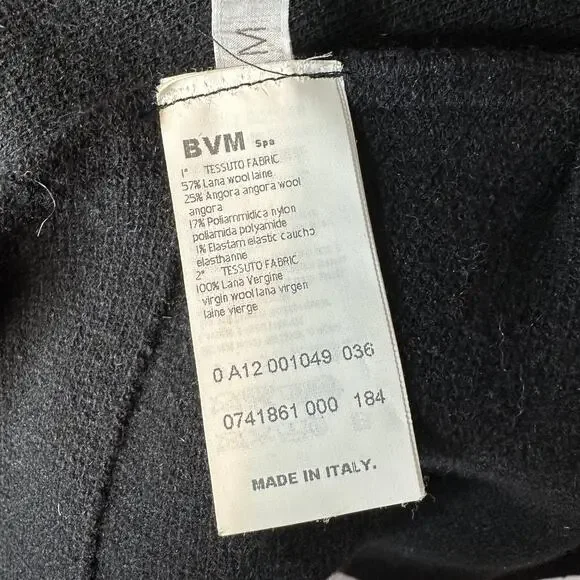 M
BVM Spa
1° TESSUTO FABRIC
57% Lana wool laine
25% Angora angora wool
angora
17% Poliammidica nylon
poliamida polyamide
1% Elastam elastic caucho
elasthanne
2° TESSUTO FABRIC
100% Lana Vergine
virgin wool lana virgen
laine vierge
0 A12 001049 036
0741861 000 184
MADE IN ITALY.